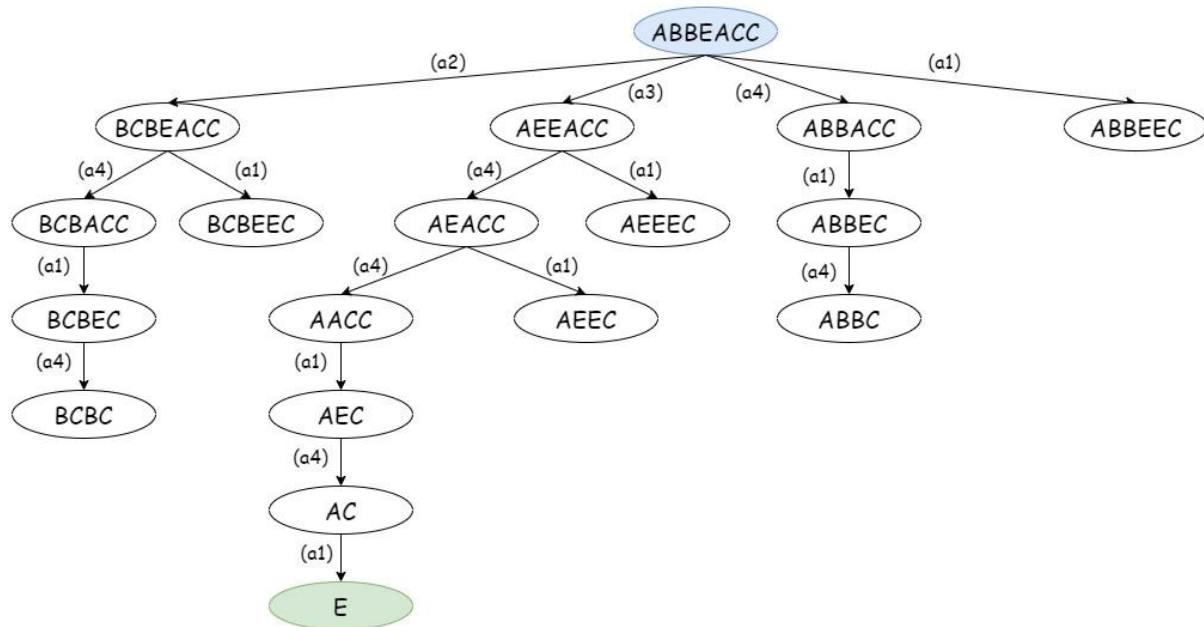 ABBEACC
(a2)
(a3)
(a4)
(a1)
BCBEACC
AEEACC
ABBACC
ABBEEC
(a4)
(a1)
(a4)
(a1)
(a1)
BCBACC
BCBEEC
AEACC
AEEEC
ABBEC
(a1)
(a4)
(a1)
(a4)
BCBEC
AACC
AEEC
ABBC
(a4)
(a1)
BCBC
AEC
(a4)
AC
(a1)
E